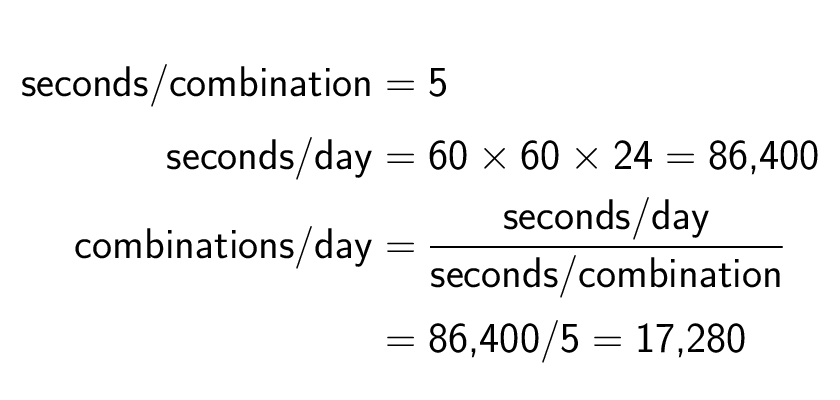 seconds/combination = 5
seconds/day = 60 × 60 × 24 = 86,400
combinations/day = seconds/day
seconds/combination
= 86,400/5 = 17,280